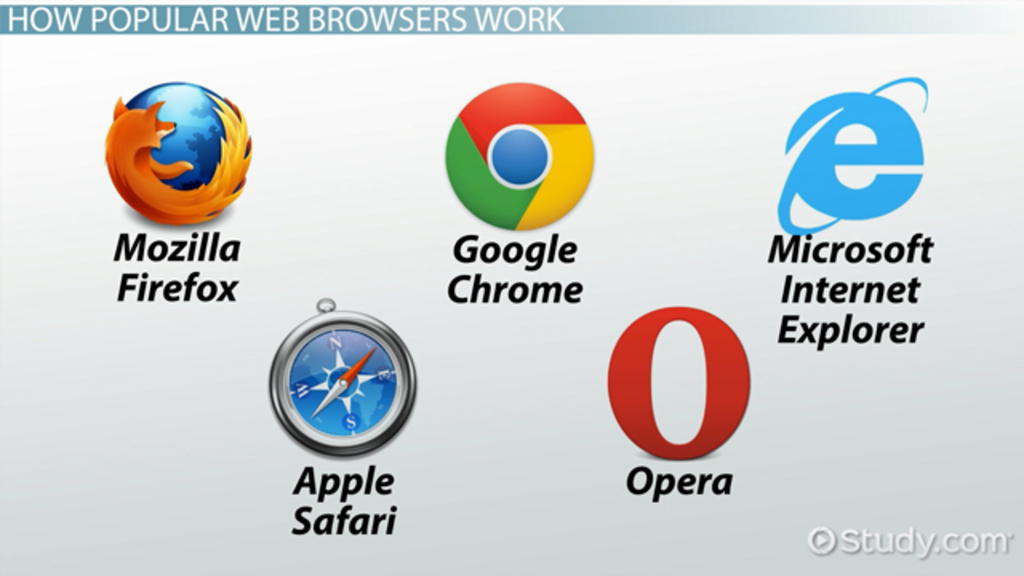 HOW POPULAR WEB BROWSERS WORK
Mozilla
Firefox
Google
Chrome
Microsoft
Internet
Explorer
N
E
S
W
Apple
Safari
Opera
Study.com